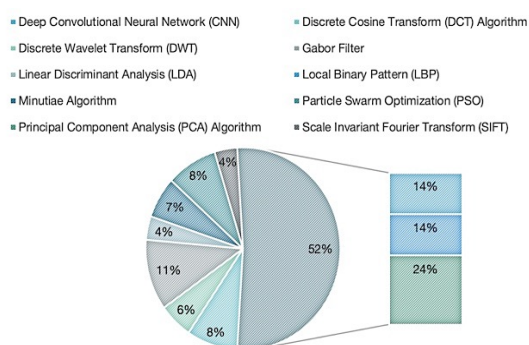 Deep Convolutional Neural Network (CNN)
Discrete Cosine Transform (DCT) Algorithm
Discrete Wavelet Transform (DWT)
Gabor Filter
Linear Discriminant Analysis (LDA)
Local Binary Pattern (LBP)
Minutiae Algorithm
Particle Swarm Optimization (PSO)
Principal Component Analysis (PCA) Algorithm
Scale Invariant Fourier Transform (SIFT)
4%
8%
7%
4%
11%
6%
8%
52%
14%
14%
24%